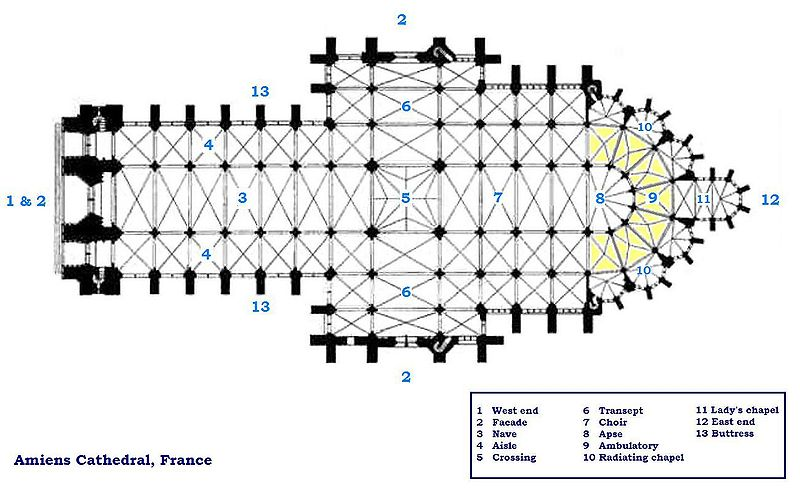 2
13
6
4
10
1 & 2
3
5
7
8
9
11
12
4
10
13
6
2
1 West end
2 Facade
3 Nave
4 Aisle
5 Crossing
6 Transept
7 Choir
8 Apse
9 Ambulatory
10 Radiating chapel
11 Lady's chapel
12 East end
13 Buttress
Amiens Cathedral, France